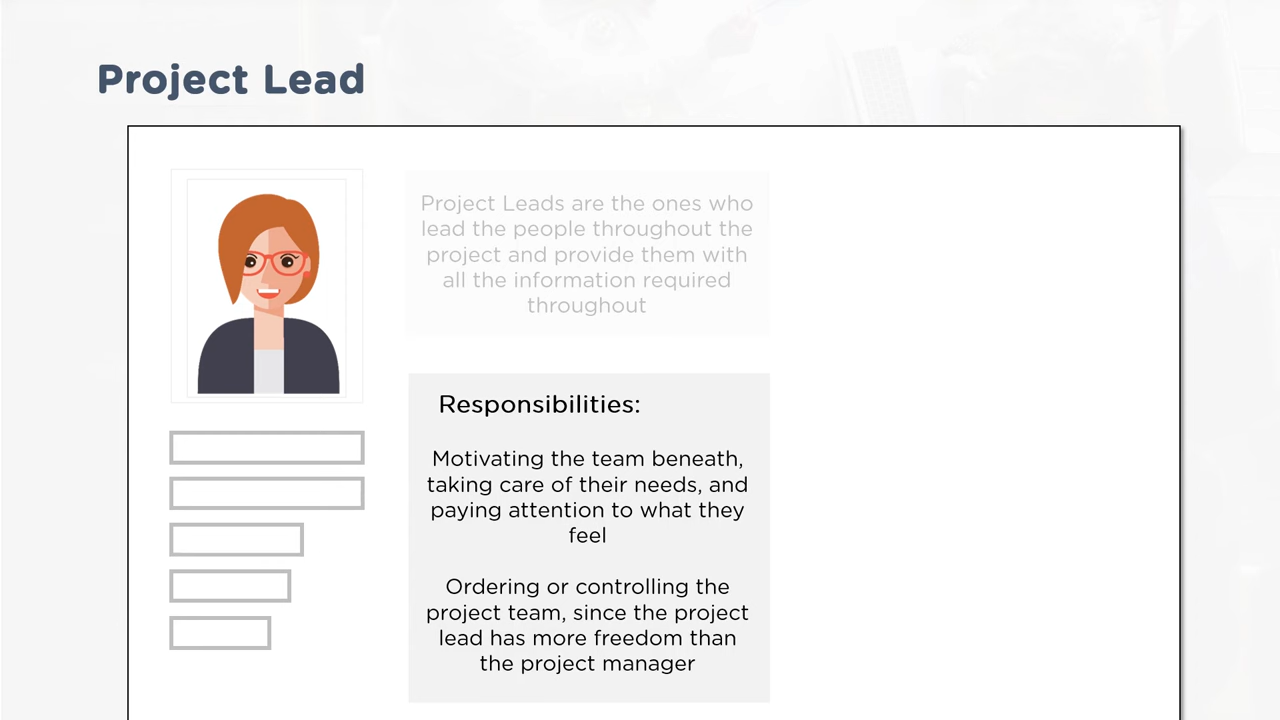 Project Lead
Project Leads are the ones who
lead the people throughout the
project and provide them with
all the information required
throughout
Responsibilities:
Motivating the team beneath,
taking care of their needs, and
paying attention to what they
feel
Ordering or controlling the
project team, since the project
lead has more freedom than
the project manager